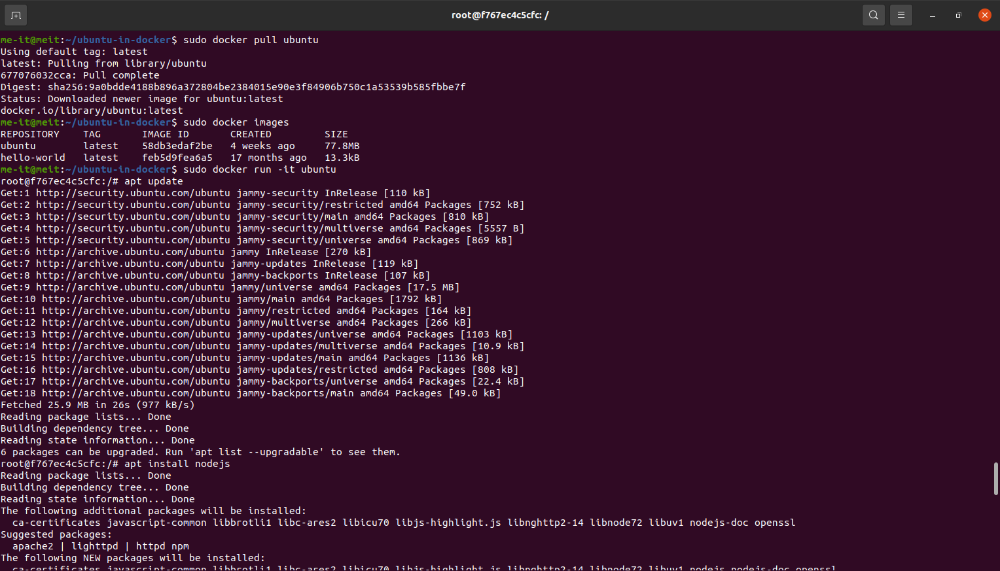 root@f767ec4c5cfc: /
me-it@meit:~/ubuntu-in-docker$ sudo docker pull ubuntu
Using default tag: latest
latest: Pulling from library/ubuntu
677076032cca: Pull complete
Digest: sha256:9a0bdde4188b896a372804be2384015e90e3f84906b750c1a53539b585fbbe7f
Status: Downloaded newer image for ubuntu:latest
docker.io/library/ubuntu:latest
me-it@meit:~/ubuntu-in-docker$ sudo docker images
REPOSITORY    TAG       IMAGE ID       CREATED         SIZE
ubuntu        latest    58db3edaf2be   4 weeks ago     77.8MB
hello-world   latest    feb5d9fea6a5   17 months ago   13.3kB
me-it@meit:~/ubuntu-in-docker$ sudo docker run -it ubuntu
root@f767ec4c5cfc:/# apt update
Get:1 http://security.ubuntu.com/ubuntu jammy-security InRelease [110 kB]
Get:2 http://security.ubuntu.com/ubuntu jammy-security/restricted amd64 Packages [752 kB]
Get:3 http://security.ubuntu.com/ubuntu jammy-security/main amd64 Packages [810 kB]
Get:4 http://security.ubuntu.com/ubuntu jammy-security/multiverse amd64 Packages [5557 B]
Get:5 http://security.ubuntu.com/ubuntu jammy-security/universe amd64 Packages [869 kB]
Get:6 http://archive.ubuntu.com/ubuntu jammy InRelease [270 kB]
Get:7 http://archive.ubuntu.com/ubuntu jammy-updates InRelease [119 kB]
Get:8 http://archive.ubuntu.com/ubuntu jammy-backports InRelease [107 kB]
Get:9 http://archive.ubuntu.com/ubuntu jammy/universe amd64 Packages [17.5 MB]
Get:10 http://archive.ubuntu.com/ubuntu jammy/main amd64 Packages [1792 kB]
Get:11 http://archive.ubuntu.com/ubuntu jammy/restricted amd64 Packages [164 kB]
Get:12 http://archive.ubuntu.com/ubuntu jammy/multiverse amd64 Packages [266 kB]
Get:13 http://archive.ubuntu.com/ubuntu jammy-updates/universe amd64 Packages [1103 kB]
Get:14 http://archive.ubuntu.com/ubuntu jammy-updates/multiverse amd64 Packages [10.9 kB]
Get:15 http://archive.ubuntu.com/ubuntu jammy-updates/main amd64 Packages [1136 kB]
Get:16 http://archive.ubuntu.com/ubuntu jammy-updates/restricted amd64 Packages [808 kB]
Get:17 http://archive.ubuntu.com/ubuntu jammy-backports/universe amd64 Packages [22.4 kB]
Get:18 http://archive.ubuntu.com/ubuntu jammy-backports/main amd64 Packages [49.0 kB]
Fetched 25.9 MB in 26s (977 kB/s)
Reading package lists... Done
Building dependency tree... Done
Reading state information... Done
6 packages can be upgraded. Run 'apt list --upgradable' to see them.
root@f767ec4c5cfc:/# apt install nodejs
Reading package lists... Done
Building dependency tree... Done
Reading state information... Done
The following additional packages will be installed:
  ca-certificates javascript-common libbrotli1 libc-ares2 libicu70 libjs-highlight.js libnghttp2-14 libnode72 libuv1 nodejs-doc openssl
Suggested packages:
  apache2 | lighttpd | httpd npm
The following NEW packages will be installed:
  ca-certificates javascript-common libbrotli1 libc-ares2 libicu70 libjs-highlight.js libnghttp2-14 libnode72 libuv1 nodejs nodejs-doc openssl